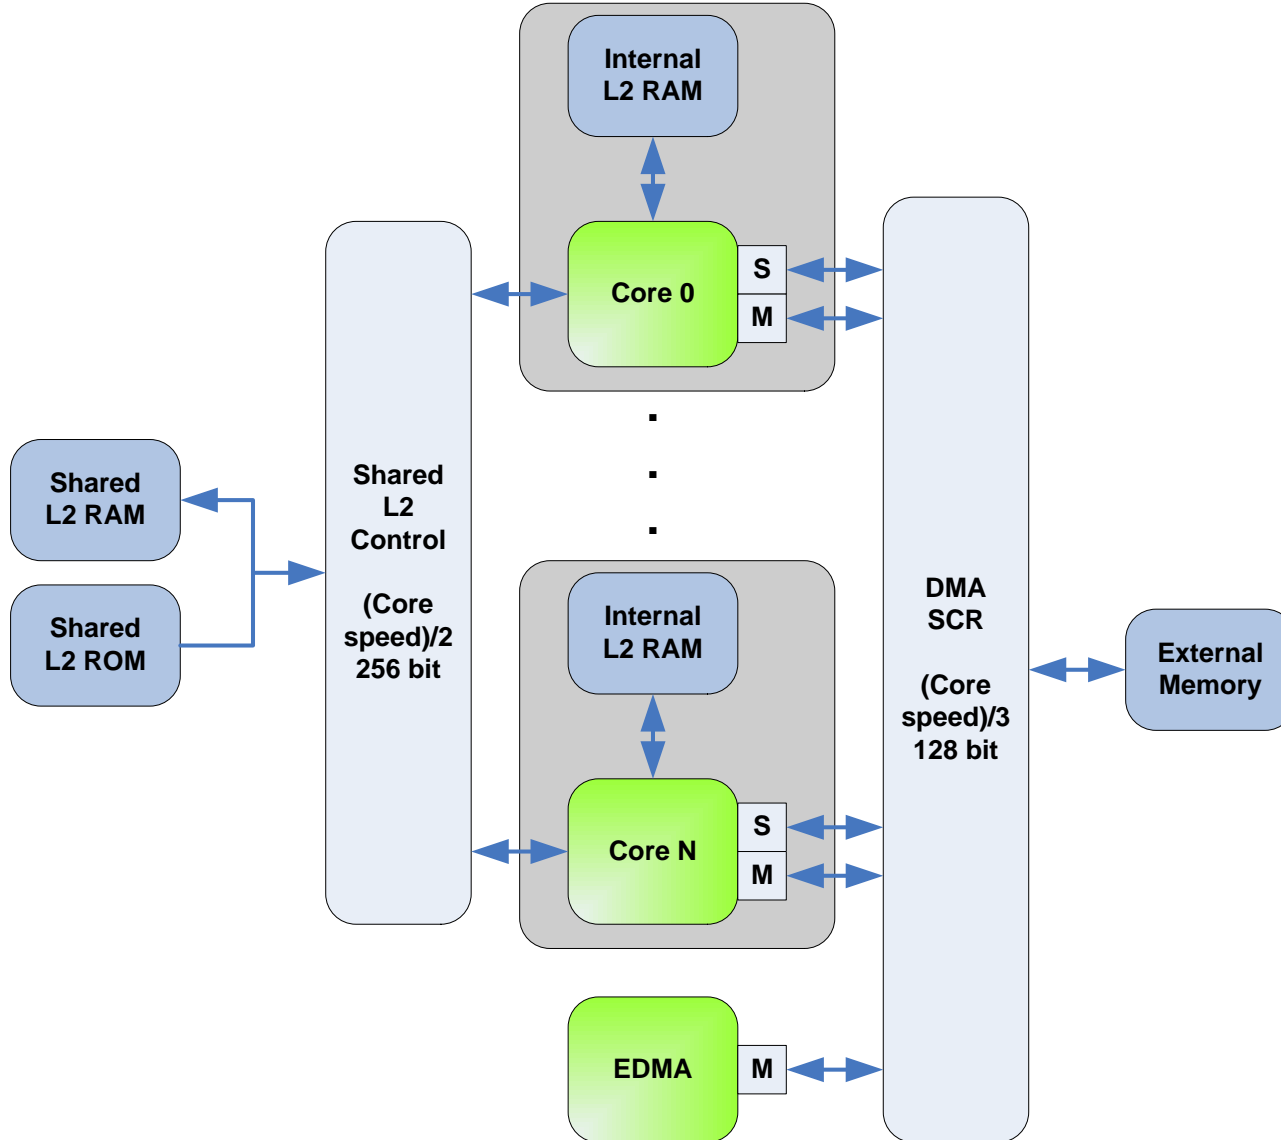 Internal
L2 RAM
Core 0
S
M
.
.
.
Shared
L2 RAM
Shared
L2 ROM
Shared
L2
Control
(Core
speed)/2
256 bit
Internal
L2 RAM
Core N
S
M
DMA
SCR
(Core
speed)/3
128 bit
External
Memory
EDMA
M